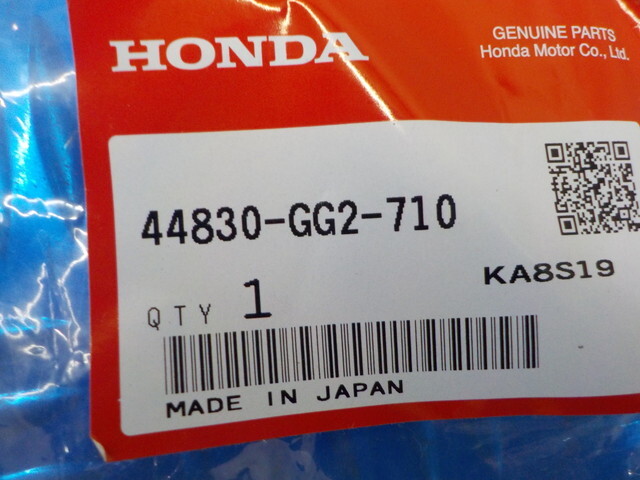 HONDA
GENUINE PARTS
Honda Motor Co., Ltd.
44830-GG2-710
KA8S19
QTY 1
MADE IN JAPAN